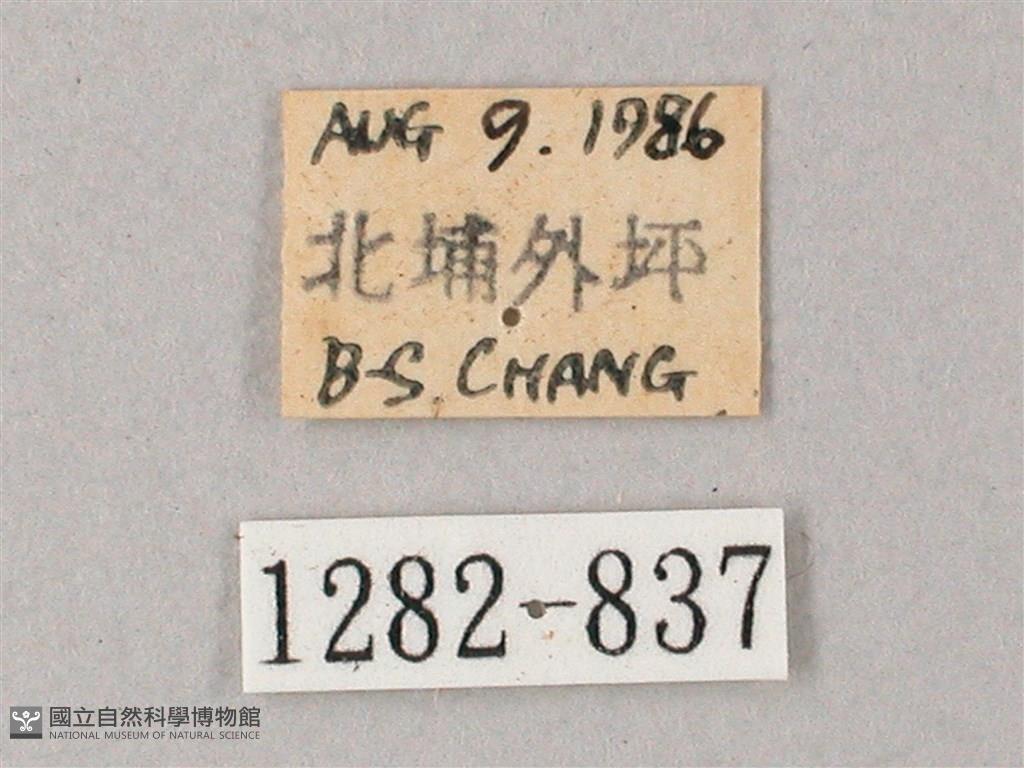 AUG 9. 1986
北埔外坪
B-S CHANG
1282-837
國立自然科學博物館
NATIONAL MUSEUM OF NATURAL SCIENCE